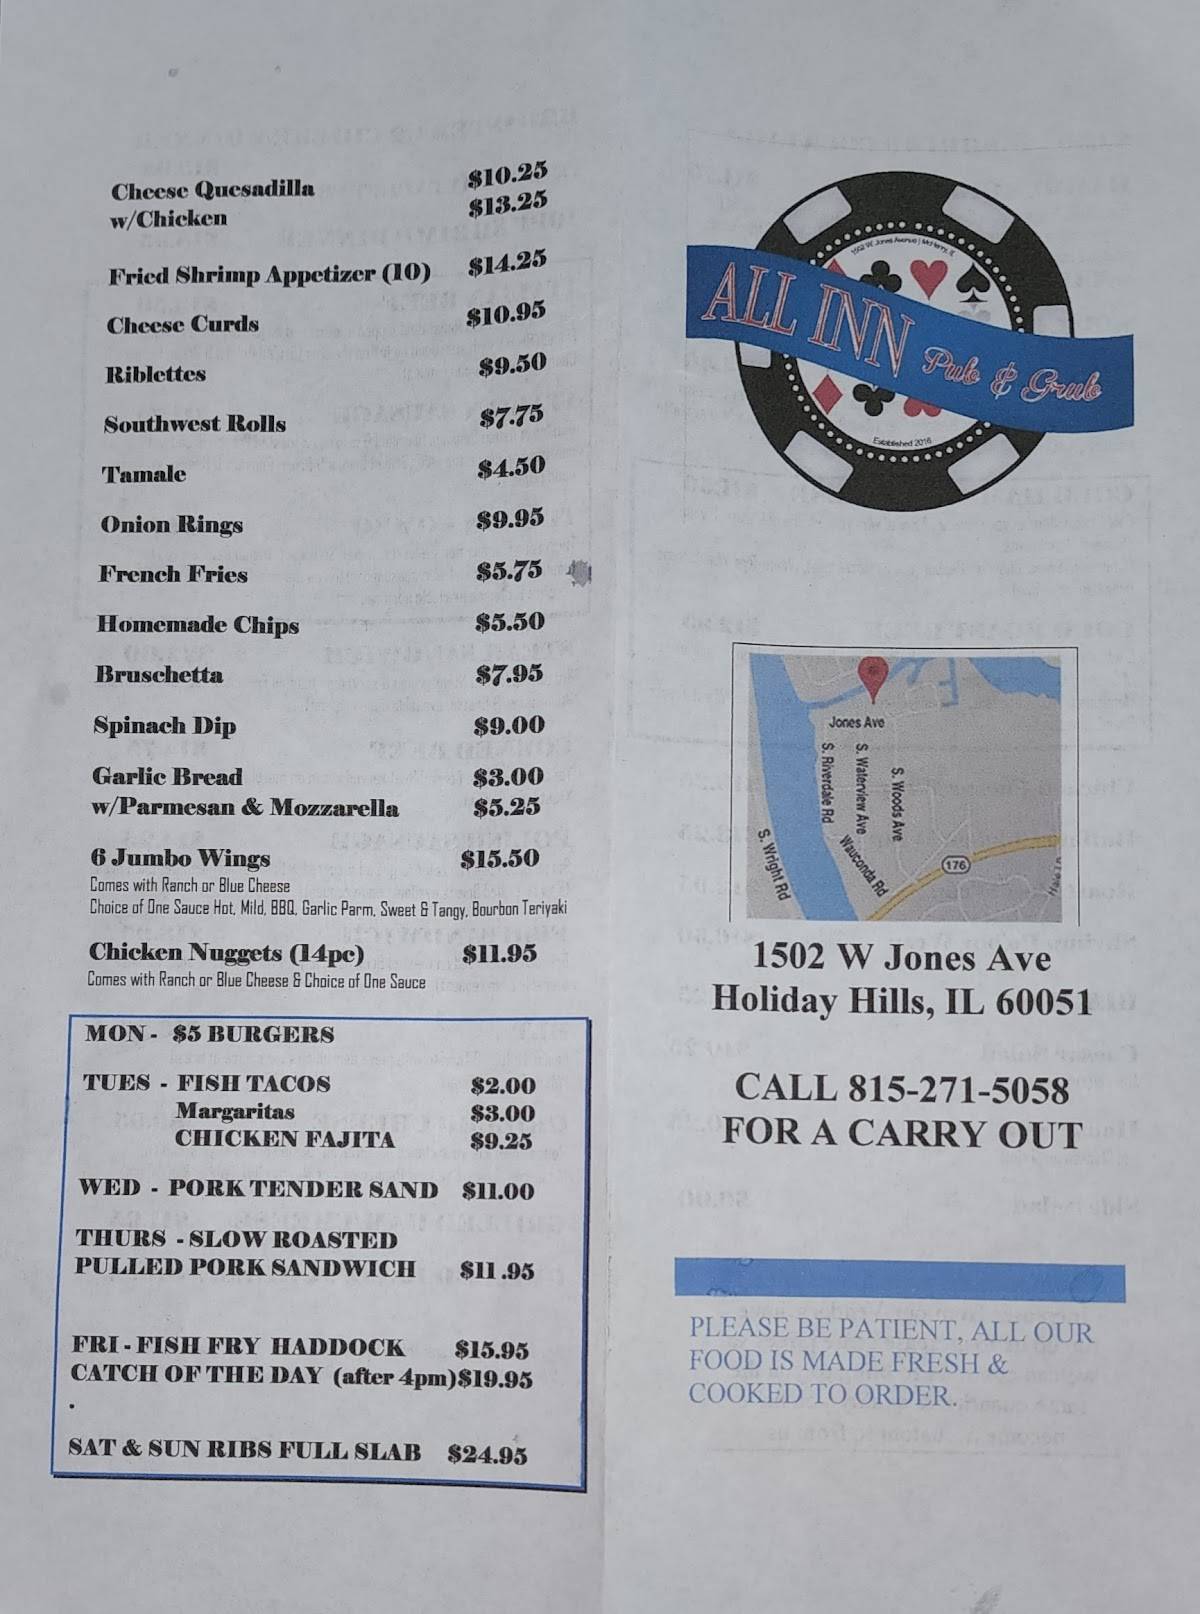 Cheese Quesadilla $10.25
w/Chicken $13.25
Fried Shrimp Appetizer (10) $14.25
Cheese Curds $10.95
Riblettes $9.50
Southwest Rolls $7.75
Tamale $4.50
Onion Rings $9.95
French Fries $5.75
Homemade Chips $5.50
Bruschetta $7.95
Spinach Dip $9.00
Garlic Bread $3.00
w/Parmesan & Mozzarella $5.25
6 Jumbo Wings $15.50
Comes with Ranch or Blue Cheese
Choice of One Sauce Hot, Mild, BBQ, Garlic Parm, Sweet & Tangy, Bourbon Teriyaki
Chicken Nuggets (14pc) $11.95
Comes with Ranch or Blue Cheese & Choice of One Sauce
MON - $5 BURGERS
TUES - FISH TACOS $2.00
Margaritas $3.00
CHICKEN FAJITA $9.25
WED - PORK TENDER SAND $11.00
THURS - SLOW ROASTED
PULLED PORK SANDWICH $11.95
FRI - FISH FRY HADDOCK $15.95
CATCH OF THE DAY (after 4pm) $19.95
.
SAT & SUN RIBS FULL SLAB $24.95
1502 W. Jones Avenue | McHenry, IL
ALL INN Pub & Grub
Established 2016
Jones Ave
S. Riverdale Rd
S. Waterview Ave
S. Woods Ave
S. Wright Rd
Wauconda Rd
176
1502 W Jones Ave
Holiday Hills, IL 60051
CALL 815-271-5058
FOR A CARRY OUT
PLEASE BE PATIENT, ALL OUR
FOOD IS MADE FRESH &
COOKED TO ORDER.